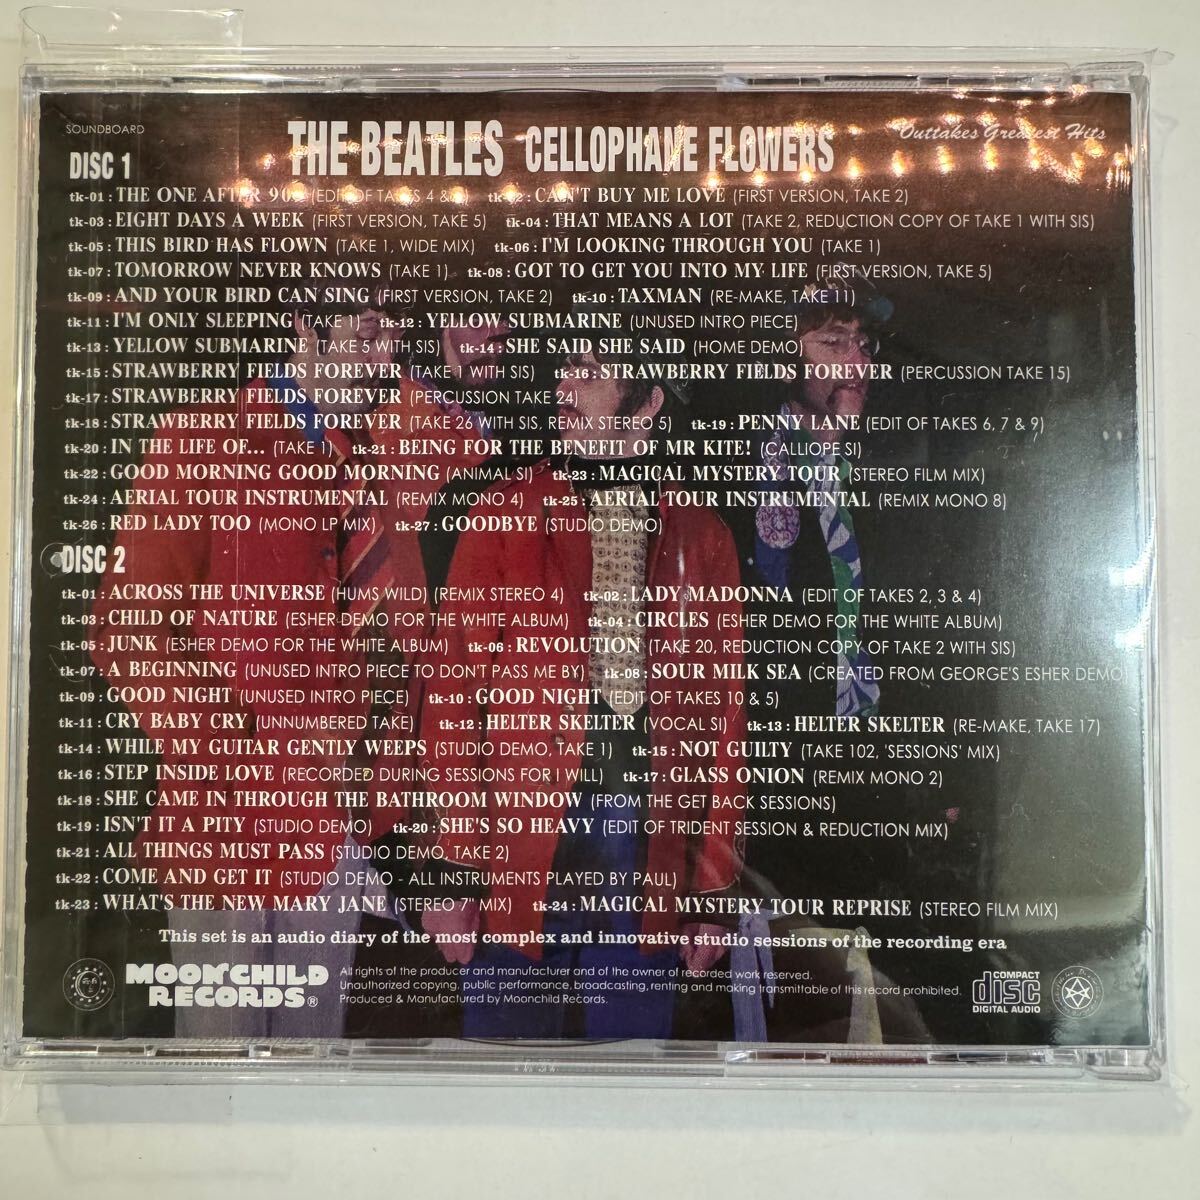 SOUNDBOARD
THE BEATLES CELLOPHANE FLOWERS
Outtakes Greatest Hits
DISC 1
tk-01 : THE ONE AFTER 909 (EDIT OF TAKES 4 &
tk-02 : CAN'T BUY ME LOVE (FIRST VERSION, TAKE 2)
tk-03 : EIGHT DAYS A WEEK (FIRST VERSION, TAKE 5) tk-04 : THAT MEANS A LOT (TAKE 2, REDUCTION COPY OF TAKE 1 WITH SIS)
tk-05 : THIS BIRD HAS FLOWN (TAKE 1, WIDE MIX) tk-06 : I'M LOOKING THROUGH YOU (TAKE 1)
tk-07 : TOMORROW NEVER KNOWS (TAKE 1) tk-08 : GOT TO GET YOU INTO MY LIFE (FIRST VERSION, TAKE 5)
tk-09 : AND YOUR BIRD CAN SING (FIRST VERSION, TAKE 2) tk-10 : TAXMAN (RE-MAKE, TAKE 11)
tk-11 : I'M ONLY SLEEPING (TAKE 1) tk-12 : YELLOW SUBMARINE (UNUSED INTRO PIECE)
tk-13 : YELLOW SUBMARINE (TAKE 5 WITH SIS) tk-14 : SHE SAID SHE SAID (HOME DEMO)
tk-15 : STRAWBERRY FIELDS FOREVER (TAKE 1 WITH SIS) tk-16 : STRAWBERRY FIELDS FOREVER (PERCUSSION TAKE 15)
tk-17 : STRAWBERRY FIELDS FOREVER (PERCUSSION TAKE 24)
tk-18 : STRAWBERRY FIELDS FOREVER (TAKE 26 WITH SIS, REMIX STEREO 5) tk-19 : PENNY LANE (EDIT OF TAKES 6, 7 & 9)
tk-20 : IN THE LIFE OF... (TAKE 1) tk-21 : BEING FOR THE BENEFIT OF MR KITE! (CALLIOPE SI)
tk-22 : GOOD MORNING GOOD MORNING (ANIMAL SI) tk-23 : MAGICAL MYSTERY TOUR (STEREO FILM MIX)
tk-24 : AERIAL TOUR INSTRUMENTAL (REMIX MONO 4) tk-25 : AERIAL TOUR INSTRUMENTAL (REMIX MONO 8)
tk-26 : RED LADY TOO (MONO LP MIX) tk-27 : GOODBYE (STUDIO DEMO)
DISC 2
tk-01 : ACROSS THE UNIVERSE (HUMS WILD) (REMIX STEREO 4) tk-02 : LADY MADONNA (EDIT OF TAKES 2, 3 & 4)
tk-03 : CHILD OF NATURE (ESHER DEMO FOR THE WHITE ALBUM) tk-04 : CIRCLES (ESHER DEMO FOR THE WHITE ALBUM)
tk-05 : JUNK (ESHER DEMO FOR THE WHITE ALBUM) tk-06 : REVOLUTION (TAKE 20, REDUCTION COPY OF TAKE 2 WITH SIS)
tk-07 : A BEGINNING (UNUSED INTRO PIECE TO DON'T PASS ME BY) tk-08 : SOUR MILK SEA (CREATED FROM GEORGE'S ESHER DEMO)
tk-09 : GOOD NIGHT (UNUSED INTRO PIECE) tk-10 : GOOD NIGHT (EDIT OF TAKES 10 & 5)
tk-11 : CRY BABY CRY (UNNUMBERED TAKE) tk-12 : HELTER SKELTER (VOCAL SI) tk-13 : HELTER SKELTER (RE-MAKE, TAKE 17)
tk-14 : WHILE MY GUITAR GENTLY WEEPS (STUDIO DEMO, TAKE 1) tk-15 : NOT GUILTY (TAKE 102, 'SESSIONS' MIX)
tk-16 : STEP INSIDE LOVE (RECORDED DURING SESSIONS FOR I WILL) tk-17 : GLASS ONION (REMIX MONO 2)
tk-18 : SHE CAME IN THROUGH THE BATHROOM WINDOW (FROM THE GET BACK SESSIONS)
tk-19 : ISN'T IT A PITY (STUDIO DEMO) tk-20 : SHE'S SO HEAVY (EDIT OF TRIDENT SESSION & REDUCTION MIX)
tk-21 : ALL THINGS MUST PASS (STUDIO DEMO, TAKE 2)
tk-22 : COME AND GET IT (STUDIO DEMO - ALL INSTRUMENTS PLAYED BY PAUL)
tk-23 : WHAT'S THE NEW MARY JANE (STEREO 7" MIX) tk-24 : MAGICAL MYSTERY TOUR REPRISE (STEREO FILM MIX)
This set is an audio diary of the most complex and innovative studio sessions of the recording era
MOONCHILD
RECORDS®
All rights of the producer and manufacturer and of the owner of recorded work reserved.
Unauthorized copying, public performance, broadcasting, renting and making transmittable of this record prohibited.
Produced & Manufactured by Moonchild Records.
COMPACT
disc
DIGITAL AUDIO